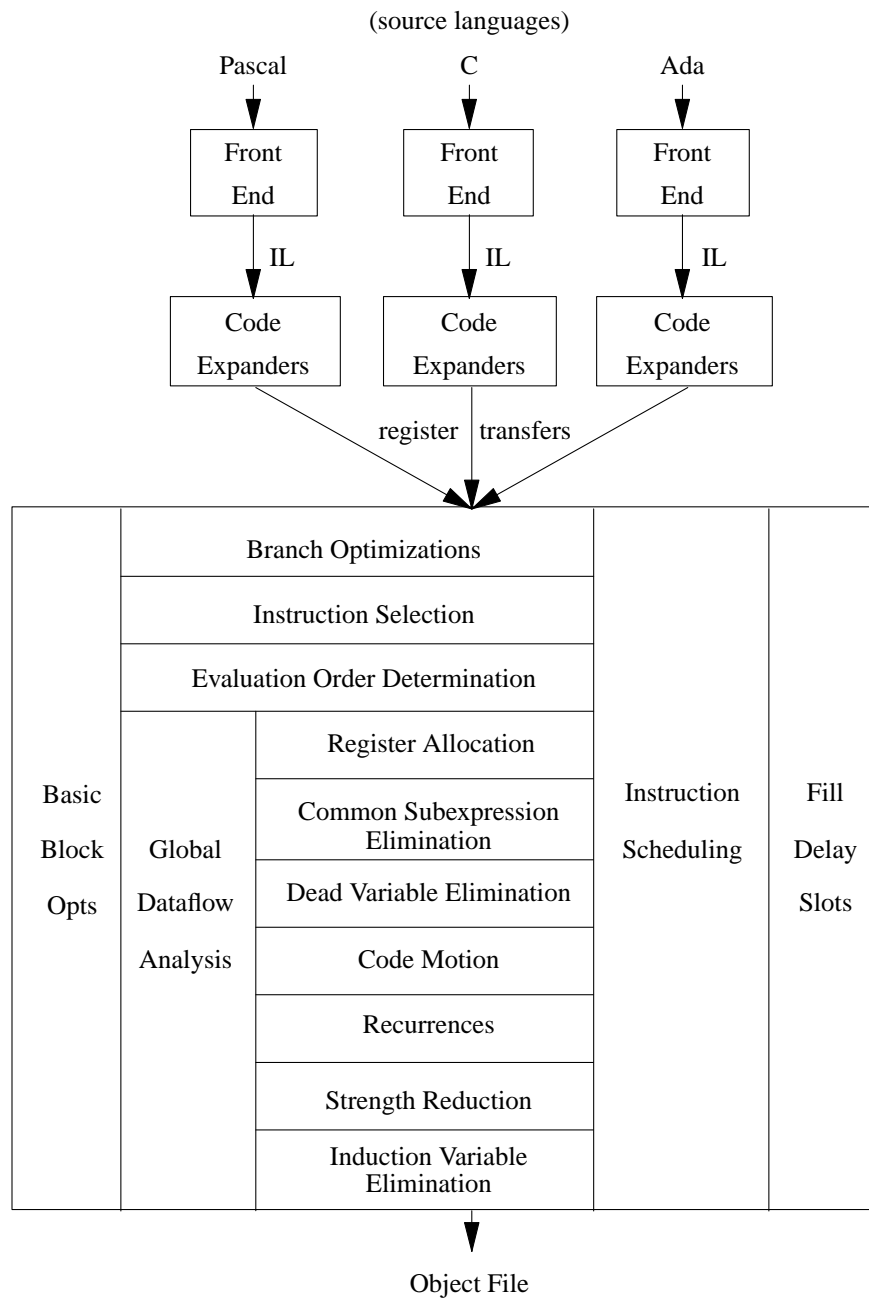 (source languages)
Pascal
C
Ada
Front
End
Front
End
Front
End
IL
IL
IL
Code
Expanders
Code
Expanders
Code
Expanders
register
transfers
Branch Optimizations
Instruction Selection
Evaluation Order Determination
Basic
Block
Opts
Global
Dataflow
Analysis
Register Allocation
Common Subexpression
Elimination
Dead Variable Elimination
Code Motion
Recurrences
Strength Reduction
Induction Variable
Elimination
Instruction
Scheduling
Fill
Delay
Slots
Object File